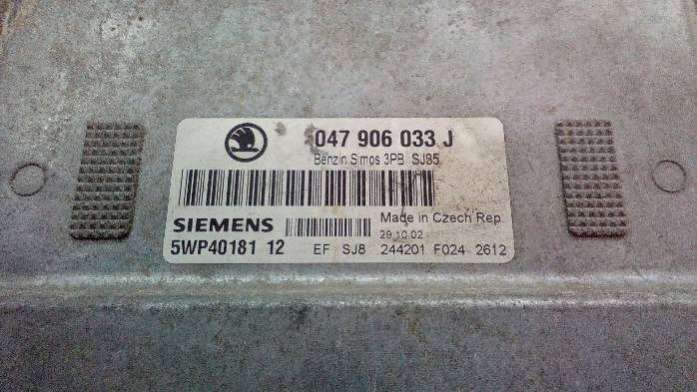 047 906 033 J
Benzin Simos 3PB SJ85
SIEMENS
Made in Czech Rep
29.10.02
5WP40181 12
EF SJ8 244201 F024 2612